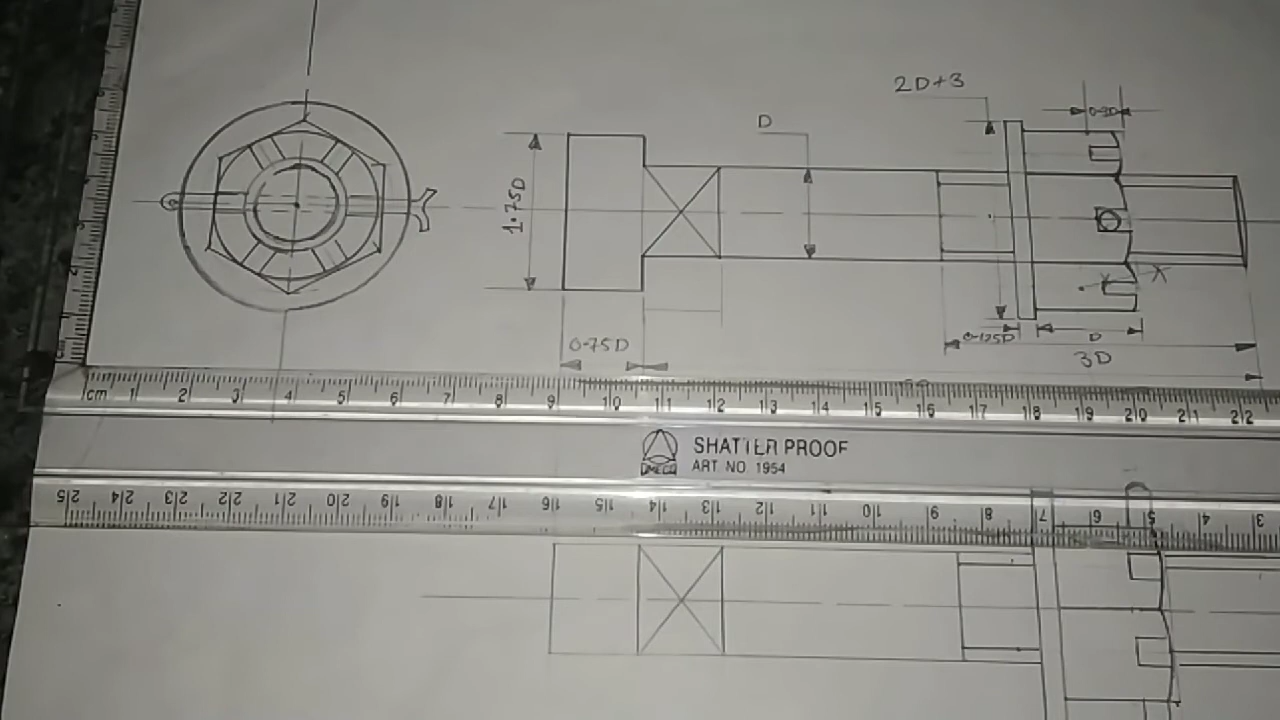 2D+3
0.9D
D
1.75D
0.75D
0.125D
D
3D
cm 1 2 3 4 5 6 7 8 9 10 11 12 13 14 15 16 17 18 19 20 21 22
SHATTER PROOF
OMEGA
ART NO. 1954
25 24 23 22 21 20 19 18 17 16 15 14 13 12 11 10 9 8 7 6 5 4 3